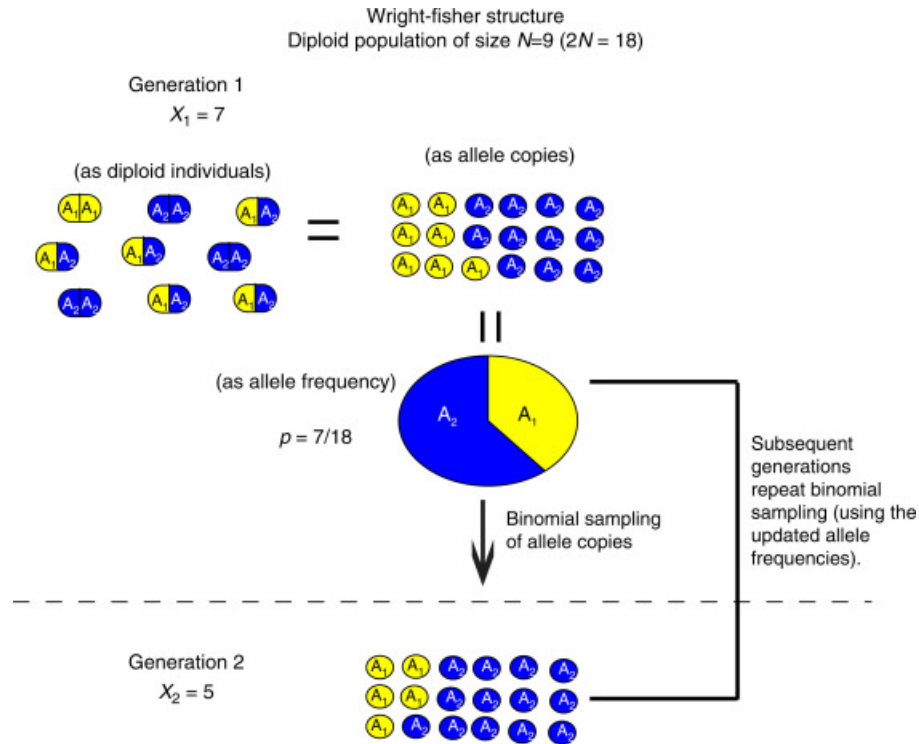 Wright-fisher structure
Diploid population of size N=9 (2N = 18)
Generation 1
X₁ = 7
(as diploid individuals)
(as allele copies)
A₁ A₁ A₂ A₂ A₁ A₂
A₁ A₂ A₁ A₂ A₂ A₂
A₂ A₂ A₁ A₂ A₁ A₂
=
A₁ A₁ A₂ A₂ A₂ A₂
A₁ A₁ A₂ A₂ A₂ A₂
A₁ A₁ A₁ A₂ A₂ A₂
=
(as allele frequency)
p = 7/18
A₂ A₁
Binomial sampling
of allele copies
Subsequent
generations
repeat binomial
sampling (using the
updated allele
frequencies).
Generation 2
X₂ = 5
A₁ A₁ A₂ A₂ A₂ A₂
A₁ A₁ A₂ A₂ A₂ A₂
A₁ A₂ A₂ A₂ A₂ A₂